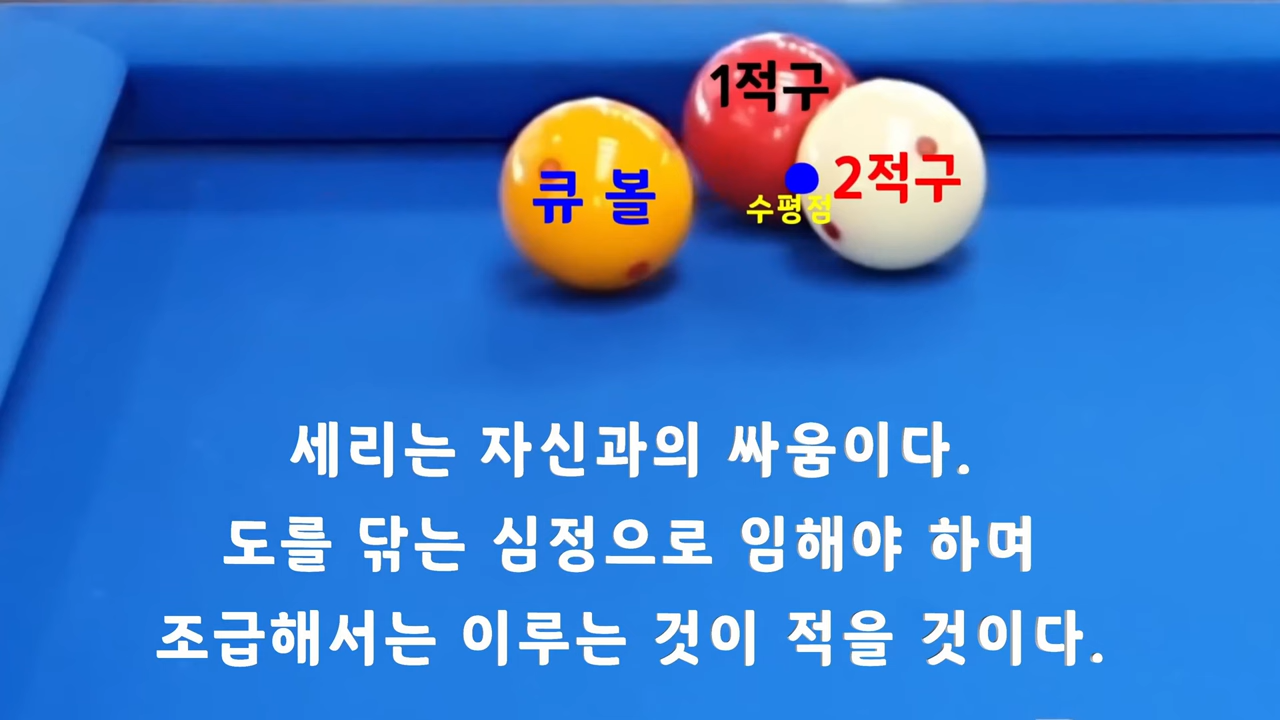 1적구
큐 볼
2적구
수평점
세리는 자신과의 싸움이다.
도를 닦는 심정으로 임해야 하며
조급해서는 이루는 것이 적을 것이다.